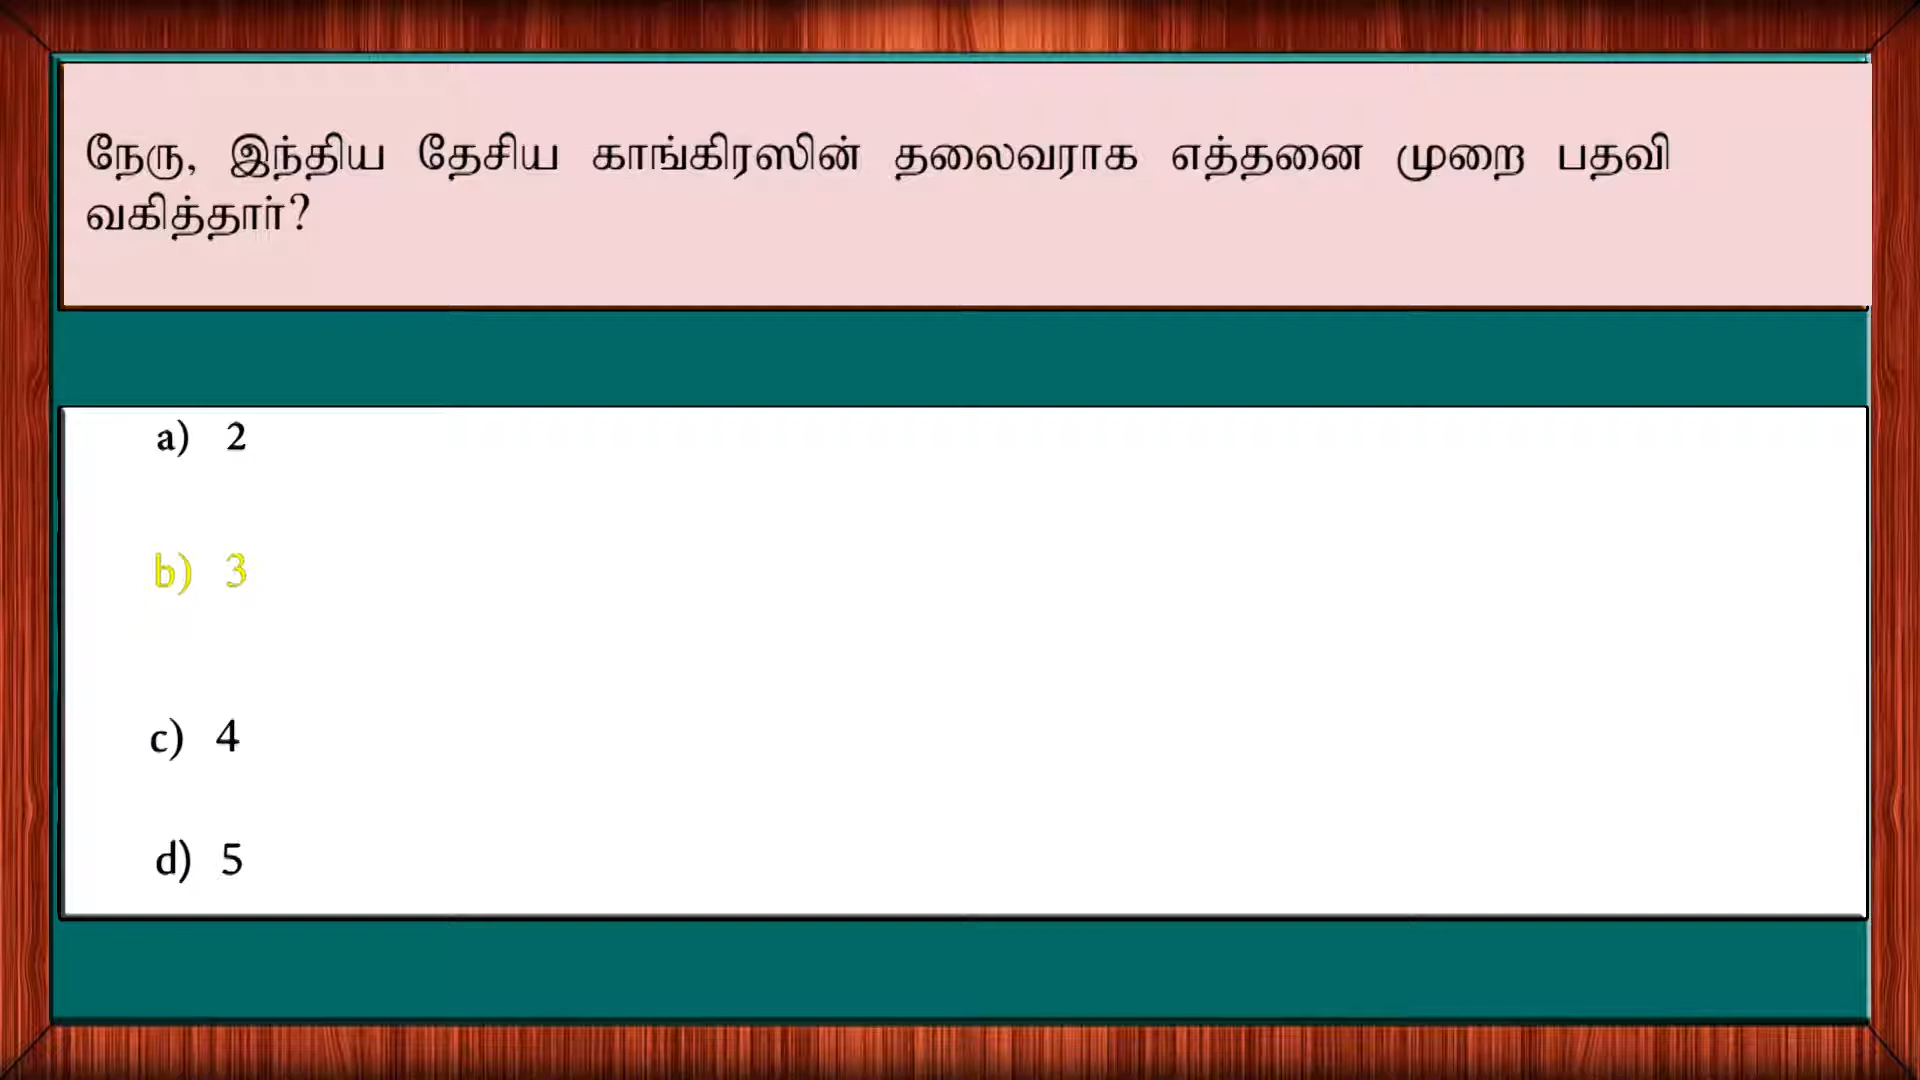 நேரு, இந்திய தேசிய காங்கிரஸின் தலைவராக எத்தனை முறை பதவி
வகித்தார்?
a) 2
b) 3
c) 4
d) 5